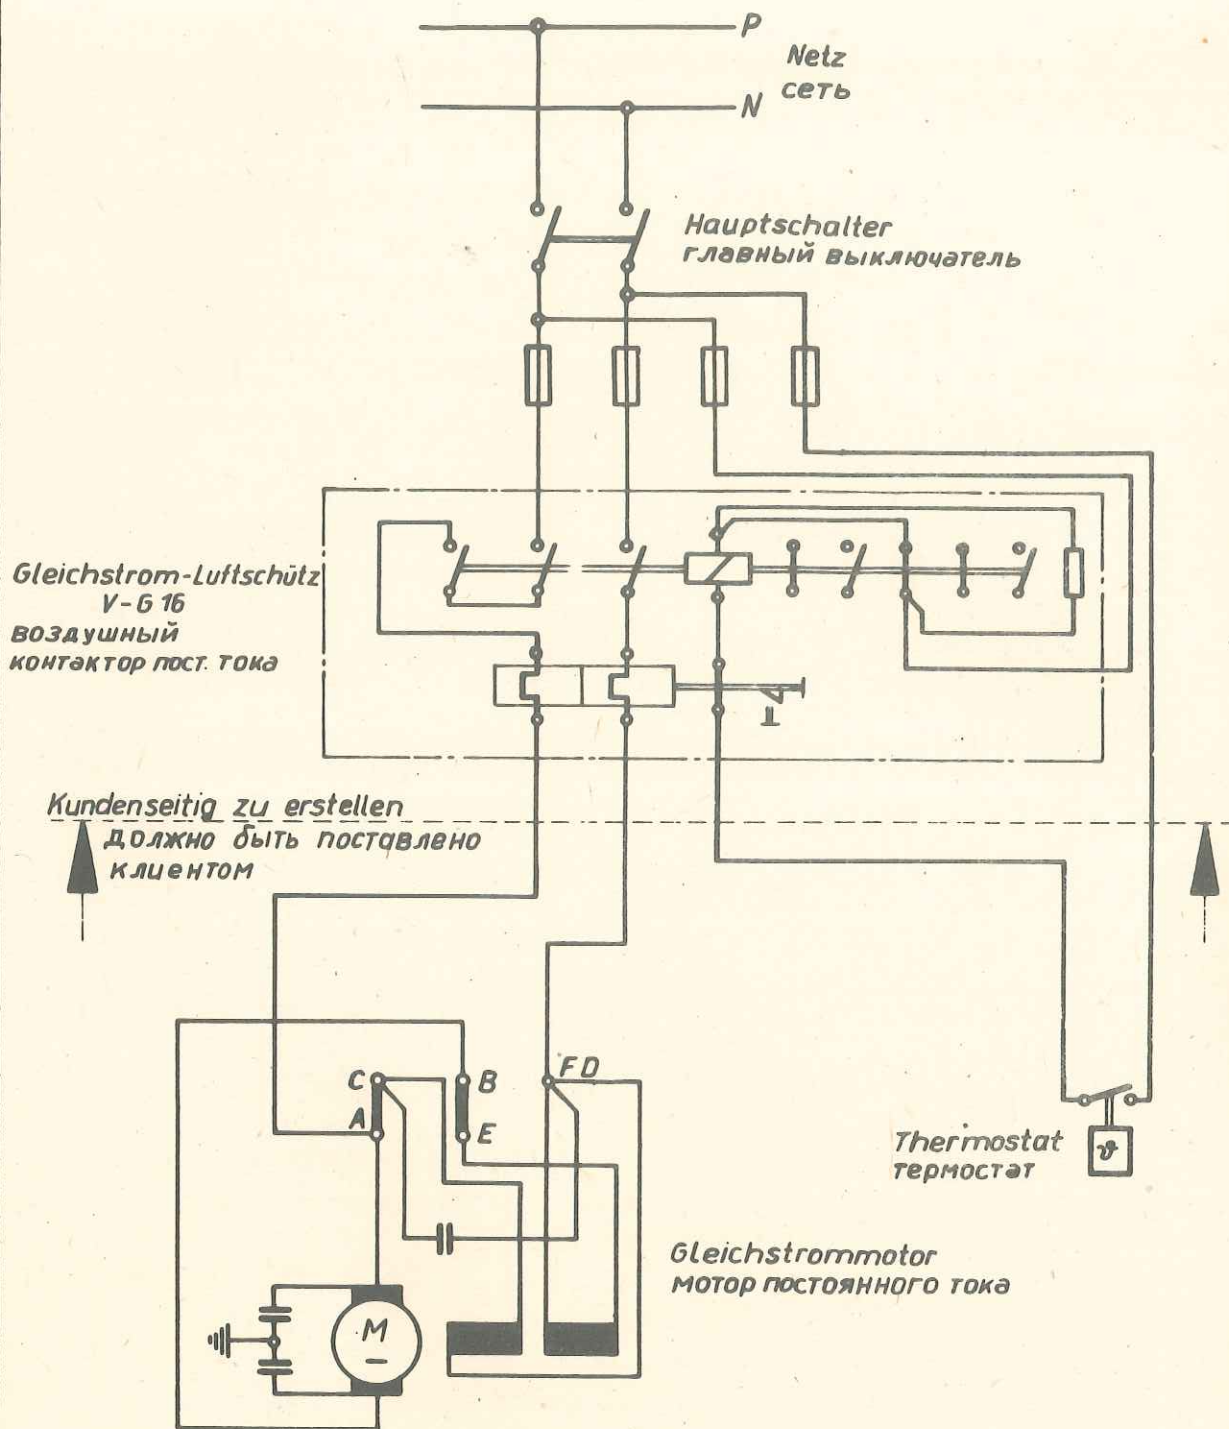 P
Netz
сеть
N
Hauptschalter
главный выключатель
Gleichstrom-Luftschütz
V-G 16
воздушный
контактор пост. тока
Kundenseitig zu erstellen
должно быть поставлено
клиентом
C
B
FD
A
E
Thermostat
термостат
ϑ
Gleichstrommotor
мотор постоянного тока
M